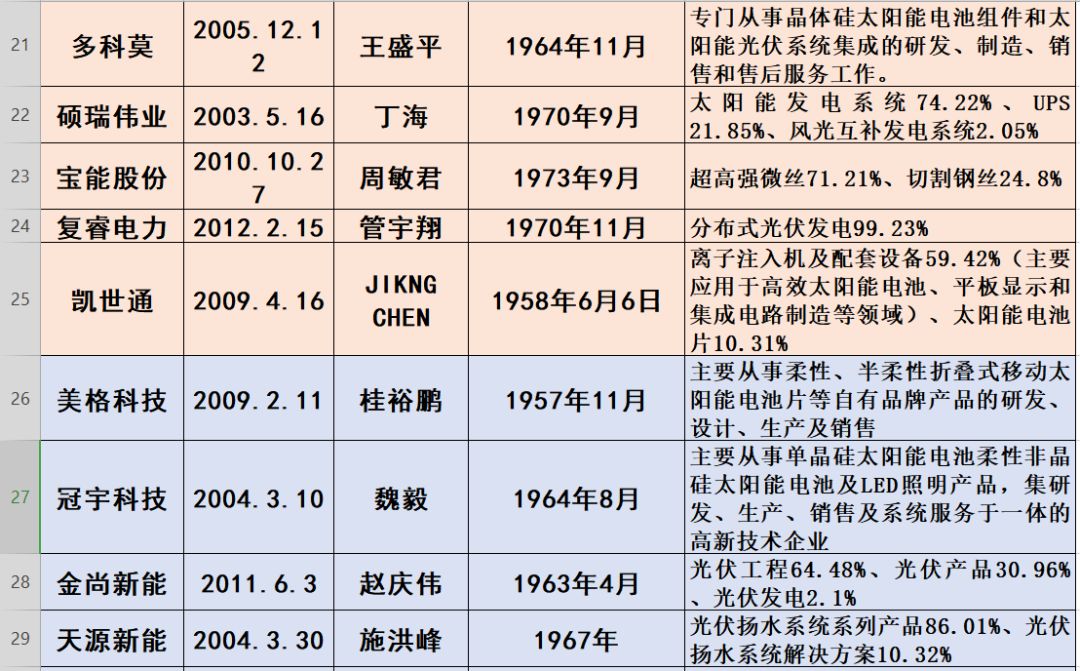 21
多科莫
2005.12.1
2
王盛平
1964年11月
专门从事晶体硅太阳能电池组件和太
阳能光伏系统集成的研发、制造、销
售和售后服务工作。
22
硕瑞伟业
2003.5.16
丁海
1970年9月
太阳能发电系统74.22%、UPS
21.85%、风光互补发电系统2.05%
23
宝能股份
2010.10.2
7
周敏君
1973年9月
超高强微丝71.21%、切割钢丝24.8%
24
复睿电力
2012.2.15
管宇翔
1970年11月
分布式光伏发电99.23%
25
凯世通
2009.4.16
JIKNG
CHEN
1958年6月6日
离子注入机及配套设备59.42%（主要
应用于高效太阳能电池、平板显示和
集成电路制造等领域）、太阳能电池
片10.31%
26
美格科技
2009.2.11
桂裕鹏
1957年11月
主要从事柔性、半柔性折叠式移动太
阳能电池片等自有品牌产品的研发、
设计、生产及销售
27
冠宇科技
2004.3.10
魏毅
1964年8月
主要从事单晶硅太阳能电池柔性非晶
硅太阳能电池及LED照明产品，集研
发、生产、销售及系统服务于一体的
高新技术企业
28
金尚新能
2011.6.3
赵庆伟
1963年4月
光伏工程64.48%、光伏产品30.96%
、光伏发电2.1%
29
天源新能
2004.3.30
施洪峰
1967年
光伏扬水系统系列产品86.01%、光伏
扬水系统解决方案10.32%